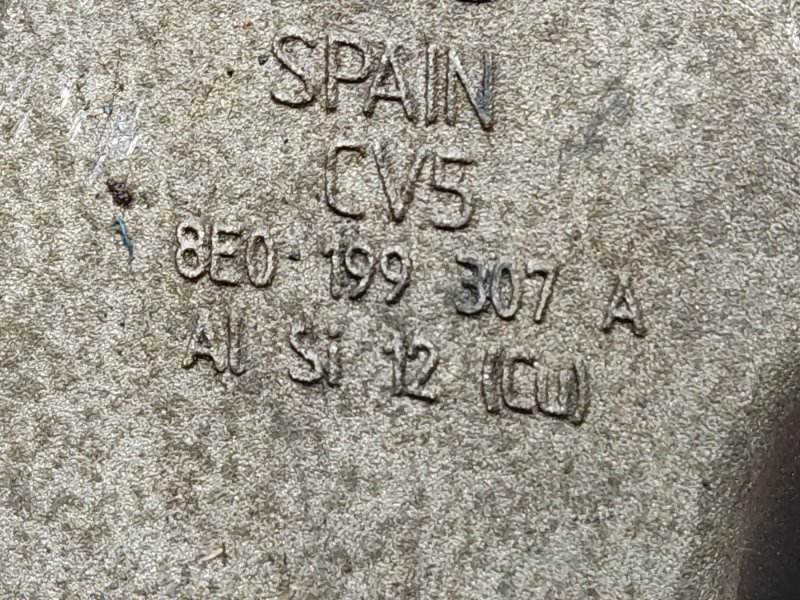 SPAIN
CV5
8E0 199 307 A
Al Si 12 (Cu)